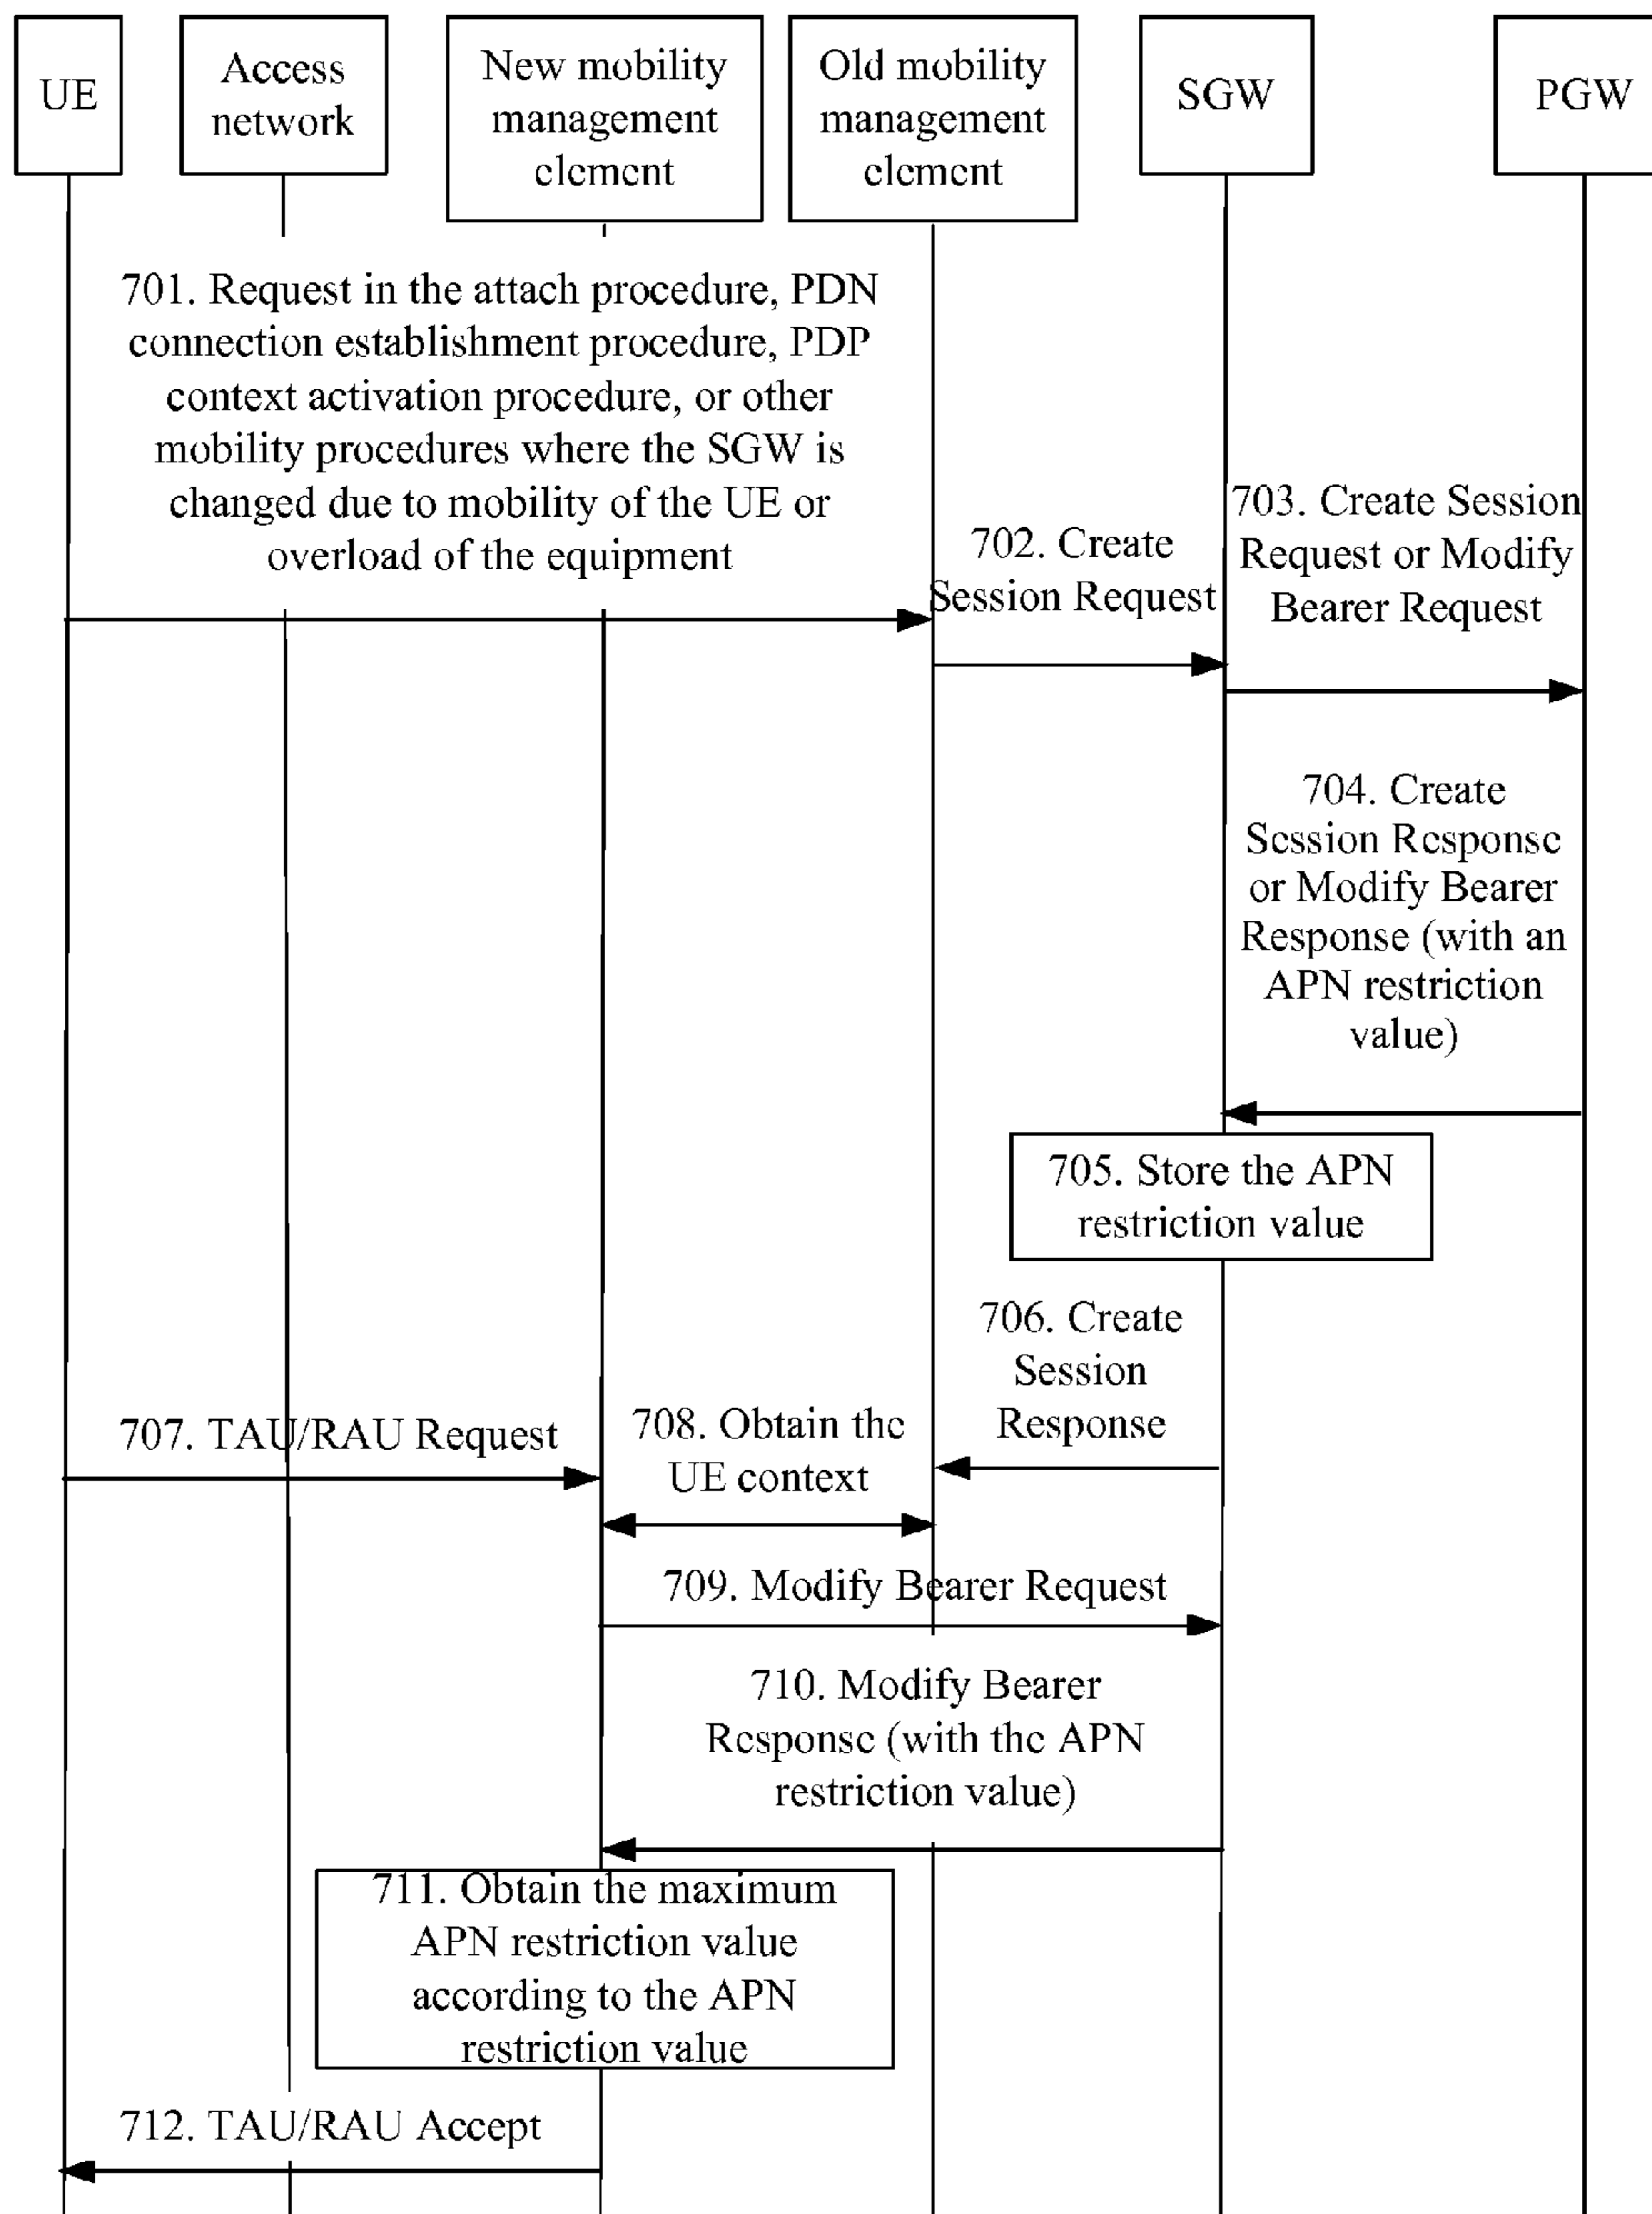 UE
Access
network
New mobility
management
element
Old mobility
management
element
SGW
PGW
701. Request in the attach procedure, PDN
connection establishment procedure, PDP
context activation procedure, or other
mobility procedures where the SGW is
changed due to mobility of the UE or
overload of the equipment
702. Create
Session Request
703. Create Session
Request or Modify
Bearer Request
704. Create
Session Response
or Modify Bearer
Response (with an
APN restriction
value)
705. Store the APN
restriction value
706. Create
Session
Response
707. TAU/RAU Request
708. Obtain the
UE context
709. Modify Bearer Request
710. Modify Bearer
Response (with the APN
restriction value)
711. Obtain the maximum
APN restriction value
according to the APN
restriction value
712. TAU/RAU Accept